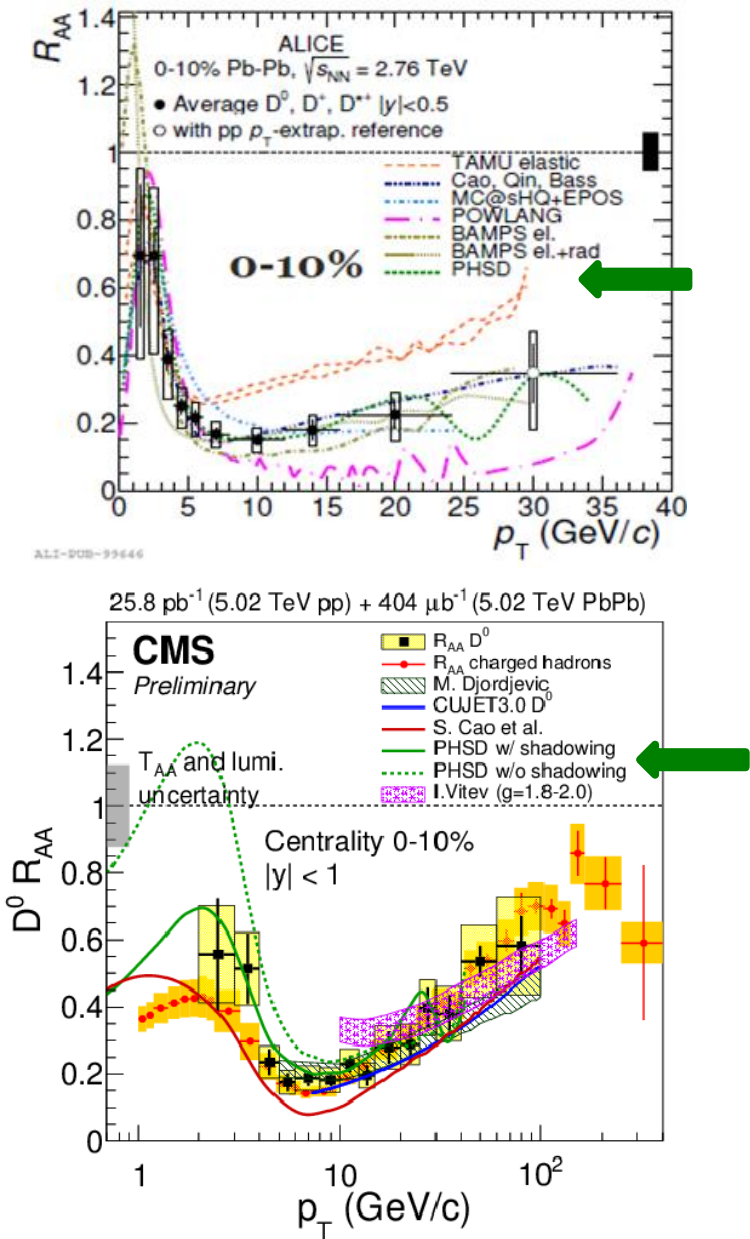 R_AA
1.4
1.2
1
0.8
0.6
0.4
0.2
0
ALICE
0-10% Pb-Pb, √s_NN = 2.76 TeV
● Average D⁰, D⁺, D*⁺ |y|<0.5
○ with pp p_T-extrap. reference
TAMU elastic
Cao, Qin, Bass
MC@sHQ+EPOS
POWLANG
BAMPS el.
BAMPS el.+rad
PHSD
0-10%
0 5 10 15 20 25 30 35 40
p_T (GeV/c)
ALI-PUB-99646
25.8 pb⁻¹ (5.02 TeV pp) + 404 μb⁻¹ (5.02 TeV PbPb)
CMS
Preliminary
R_AA D⁰
R_AA charged hadrons
M. Djordjevic
CUJET3.0 D⁰
S. Cao et al.
PHSD w/ shadowing
PHSD w/o shadowing
I.Vitev (g=1.8-2.0)
T_AA and lumi.
uncertainty
Centrality 0-10%
|y| < 1
D⁰ R_AA
1.4
1.2
1
0.8
0.6
0.4
0.2
0
1 10 10²
p_T (GeV/c)